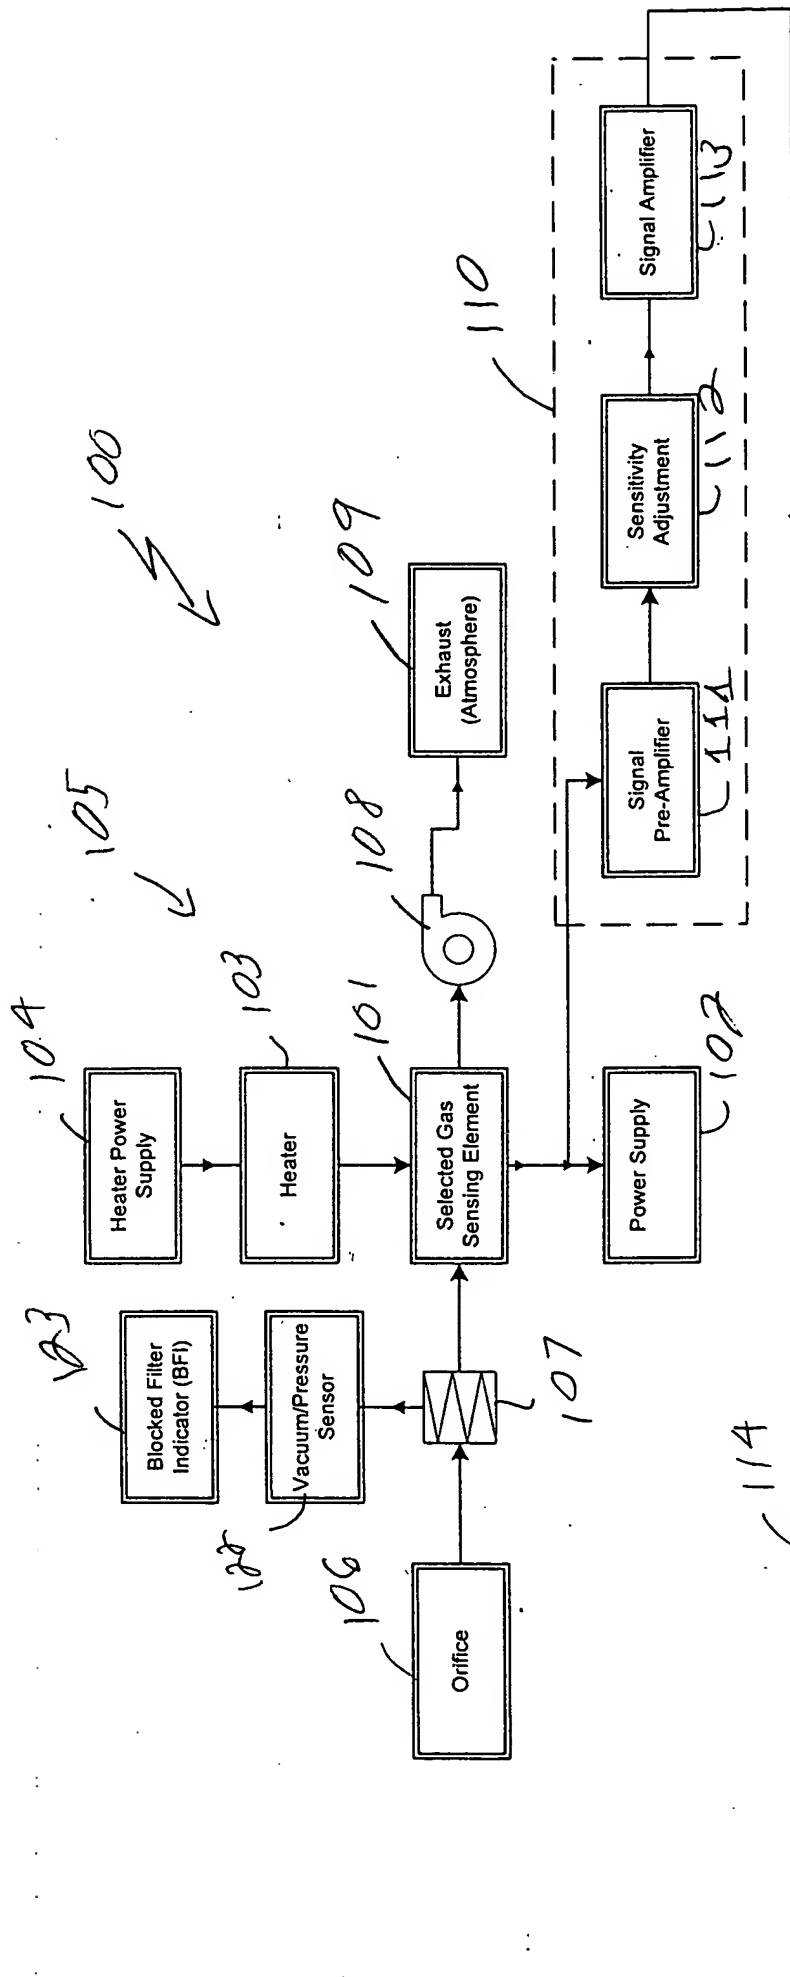 100
104
Heater Power
Supply
105
103
Heater
123
Blocked Filter
Indicator (BFI)
122
Vacuum/Pressure
Sensor
106
Orifice
107
101
Selected Gas
Sensing Element
108
109
Exhaust
(Atmosphere)
102
Power Supply
110
Signal
Pre-Amplifier
111
Sensitivity
Adjustment
112
Signal Amplifier
113
114